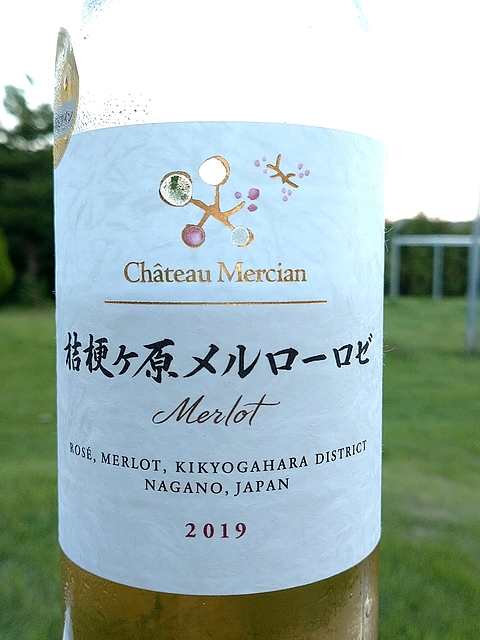 Château Mercian
桔梗ヶ原メルローロゼ
Merlot
ROSÉ, MERLOT, KIKYOGAHARA DISTRICT
NAGANO, JAPAN
2019